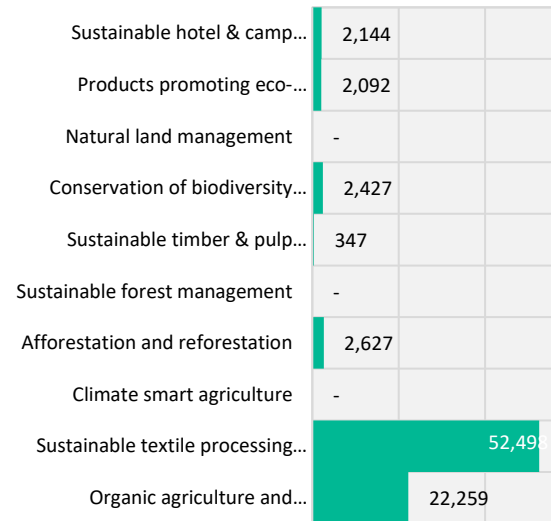 Sustainable hotel & camp... 2,144
Products promoting eco-... 2,092
Natural land management -
Conservation of biodiversity... 2,427
Sustainable timber & pulp... 347
Sustainable forest management -
Afforestation and reforestation 2,627
Climate smart agriculture -
Sustainable textile processing... 52,498
Organic agriculture and... 22,259